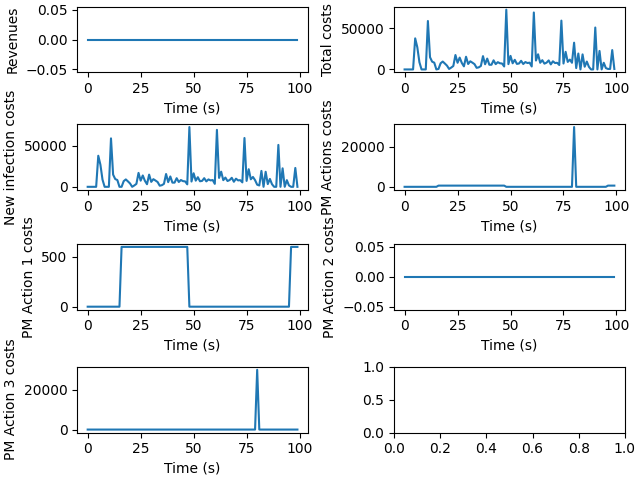 Revenues
0.05
0.00
−0.05
0 25 50 75 100
Time (s)
Total costs
50000
0
0 25 50 75 100
Time (s)
New infection costs
50000
0
0 25 50 75 100
Time (s)
PM Actions costs
20000
0
0 25 50 75 100
Time (s)
PM Action 1 costs
500
0
0 25 50 75 100
Time (s)
PM Action 2 costs
0.05
0.00
−0.05
0 25 50 75 100
Time (s)
PM Action 3 costs
20000
0
0 25 50 75 100
Time (s)
1.0
0.5
0.0
0.0 0.2 0.4 0.6 0.8 1.0